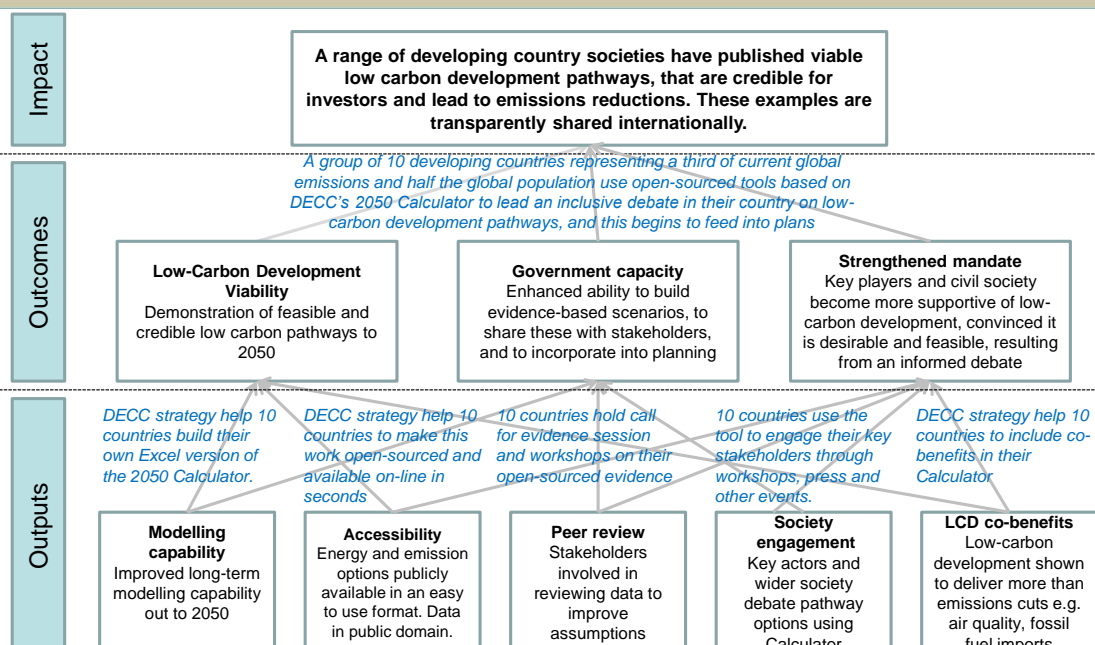 Impact
A range of developing country societies have published viable
low carbon development pathways, that are credible for
investors and lead to emissions reductions. These examples are
transparently shared internationally.
Outcomes
A group of 10 developing countries representing a third of current global
emissions and half the global population use open-sourced tools based on
DECC's 2050 Calculator to lead an inclusive debate in their country on low-
carbon development pathways, and this begins to feed into plans
Low-Carbon Development
Viability
Demonstration of feasible and
credible low carbon pathways to
2050
Government capacity
Enhanced ability to build
evidence-based scenarios, to
share these with stakeholders,
and to incorporate into planning
Strengthened mandate
Key players and civil society
become more supportive of low-
carbon development, convinced it
is desirable and feasible, resulting
from an informed debate
Outputs
DECC strategy help 10
countries build their
own Excel version of
the 2050 Calculator.
DECC strategy help 10
countries to make this
work open-sourced and
available on-line in
seconds
10 countries hold call
for evidence session
and workshops on their
open-sourced evidence
10 countries use the
tool to engage their key
stakeholders through
workshops, press and
other events.
DECC strategy help 10
countries to include co-
benefits in their
Calculator
Modelling
capability
Improved long-term
modelling capability
out to 2050
Accessibility
Energy and emission
options publicly
available in an easy
to use format. Data
in public domain.
Peer review
Stakeholders
involved in
reviewing data to
improve
assumptions
Society
engagement
Key actors and
wider society
debate pathway
options using
Calculator
LCD co-benefits
Low-carbon
development shown
to deliver more than
emissions cuts e.g.
air quality, fossil
fuel imports